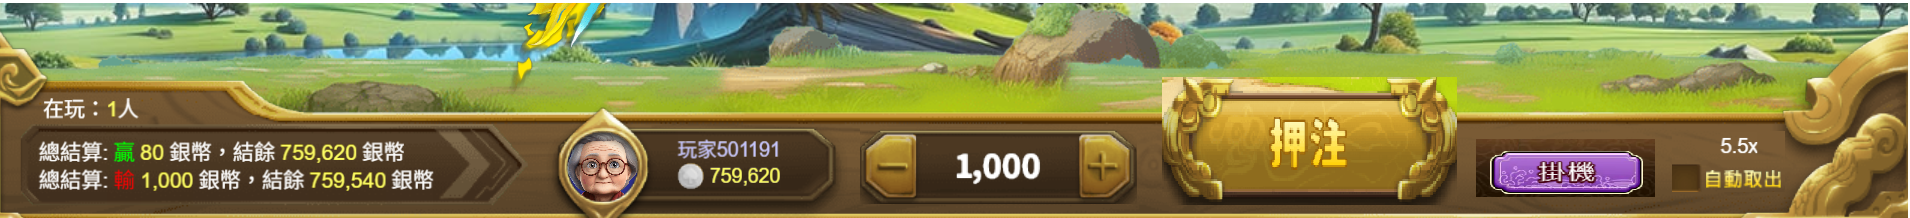 在玩：1人
總結算: 贏 80 銀幣，結餘 759,620 銀幣
總結算: 輸 1,000 銀幣，結餘 759,540 銀幣
玩家501191
759,620
1,000
押注
掛機
5.5x
自動取出